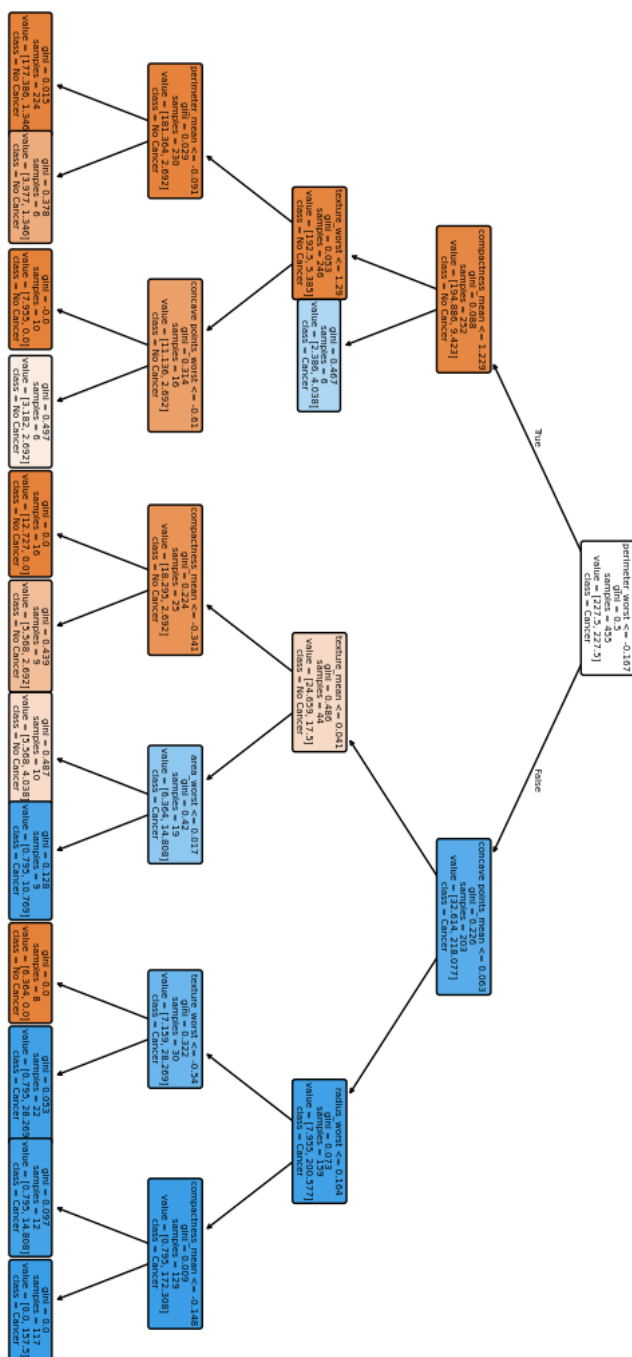 perimeter_worst <= -0.167
gini = 0.5
samples = 455
value = [227.5, 227.5]
class = Cancer
True
False
compactness_mean <= 1.229
gini = 0.088
samples = 252
value = [194.886, 9.423]
class = No Cancer
concave points_mean <= 0.063
gini = 0.226
samples = 203
value = [32.614, 218.077]
class = Cancer
texture_worst <= 1.29
gini = 0.053
samples = 246
value = [192.5, 5.385]
class = No Cancer
gini = 0.467
samples = 6
value = [2.386, 4.038]
class = Cancer
texture_mean <= 0.041
gini = 0.486
samples = 44
value = [24.659, 17.5]
class = No Cancer
radius_worst <= 0.164
gini = 0.073
samples = 159
value = [7.955, 200.577]
class = Cancer
perimeter_mean <= -0.091
gini = 0.029
samples = 230
value = [181.364, 2.692]
class = No Cancer
concave points_worst <= -0.61
gini = 0.314
samples = 16
value = [11.136, 2.692]
class = No Cancer
compactness_mean <= -0.341
gini = 0.224
samples = 25
value = [18.295, 2.692]
class = No Cancer
area_worst <= 0.017
gini = 0.42
samples = 19
value = [6.364, 14.808]
class = Cancer
texture_worst <= -0.54
gini = 0.322
samples = 30
value = [7.159, 28.269]
class = Cancer
compactness_mean <= -0.148
gini = 0.009
samples = 129
value = [0.795, 172.308]
class = Cancer
gini = 0.015
samples = 224
value = [177.386, 1.346]
class = No Cancer
gini = 0.378
samples = 6
value = [3.977, 1.346]
class = No Cancer
gini = -0.0
samples = 10
value = [7.955, 0.0]
class = No Cancer
gini = 0.497
samples = 6
value = [3.182, 2.692]
class = No Cancer
gini = 0.0
samples = 16
value = [12.727, 0.0]
class = No Cancer
gini = 0.439
samples = 9
value = [5.568, 2.692]
class = No Cancer
gini = 0.487
samples = 10
value = [5.568, 4.038]
class = No Cancer
gini = 0.128
samples = 9
value = [0.795, 10.769]
class = Cancer
gini = 0.0
samples = 8
value = [6.364, 0.0]
class = No Cancer
gini = 0.053
samples = 22
value = [0.795, 28.269]
class = Cancer
gini = 0.097
samples = 12
value = [0.795, 14.808]
class = Cancer
gini = 0.0
samples = 117
value = [0.0, 157.5]
class = Cancer